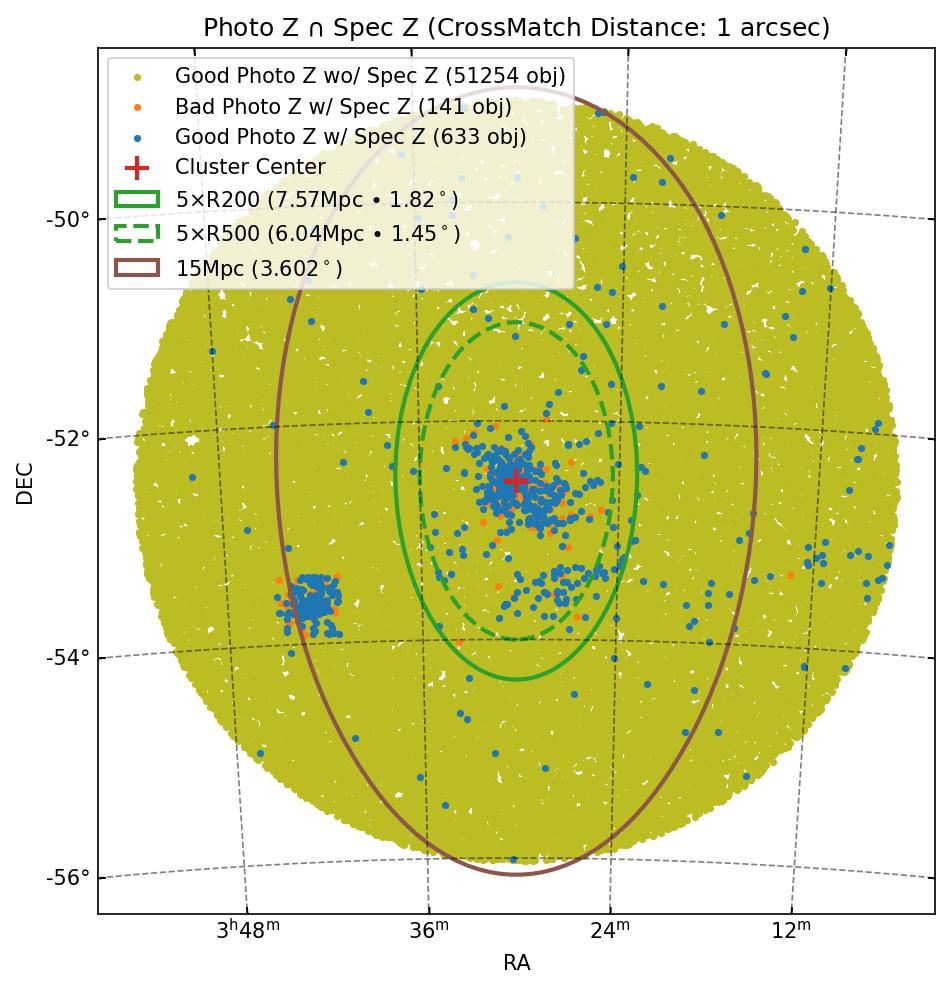 Photo Z ∩ Spec Z (CrossMatch Distance: 1 arcsec)
Good Photo Z wo/ Spec Z (51254 obj)
Bad Photo Z w/ Spec Z (141 obj)
Good Photo Z w/ Spec Z (633 obj)
Cluster Center
5×R200 (7.57Mpc • 1.82°)
5×R500 (6.04Mpc • 1.45°)
15Mpc (3.602°)
-50°
-52°
-54°
-56°
DEC
3ʰ48ᵐ 36ᵐ 24ᵐ 12ᵐ
RA